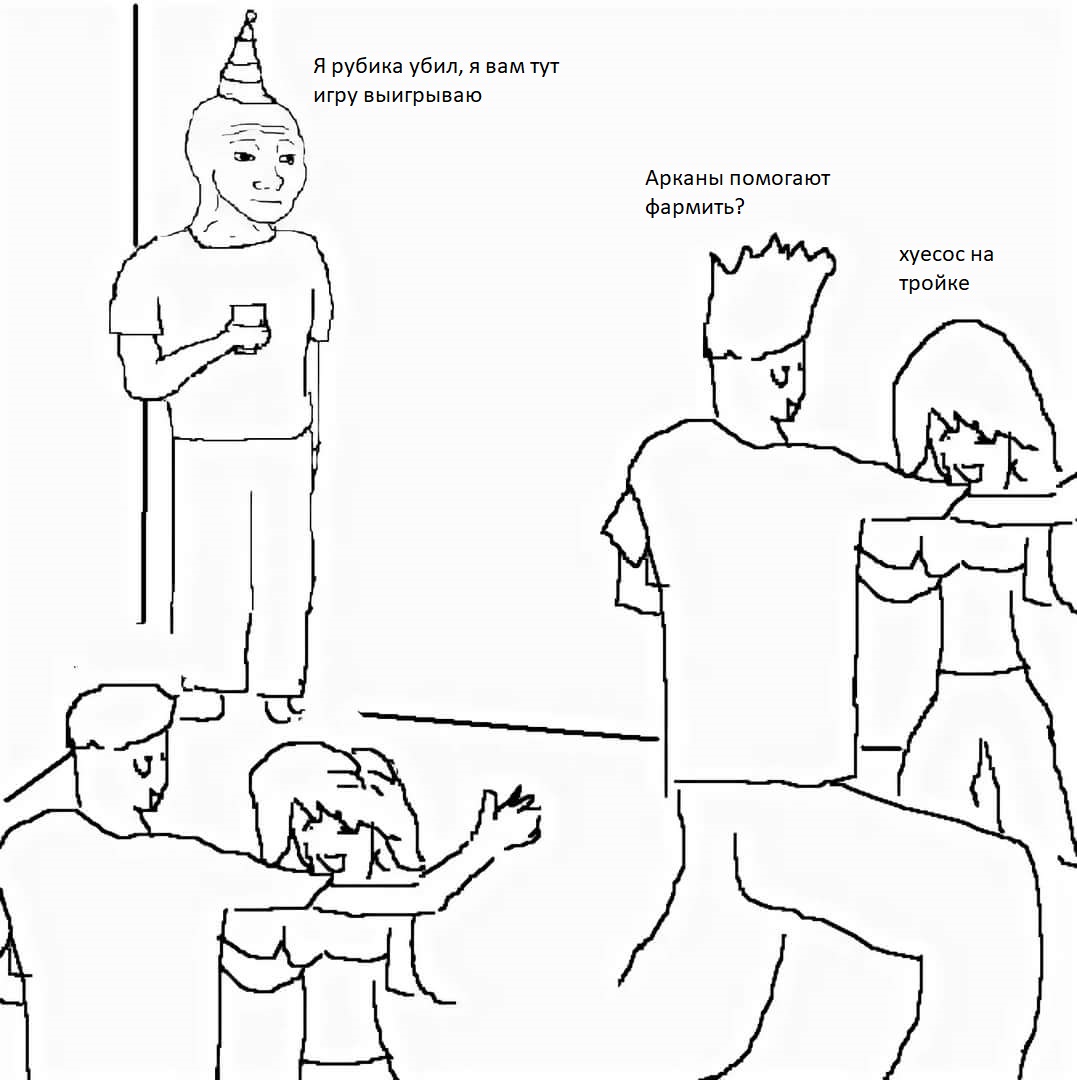 Я рубика убил, я вам тут
игру выигрываю
Арканы помогают
фармить?
хуесос на
тройке